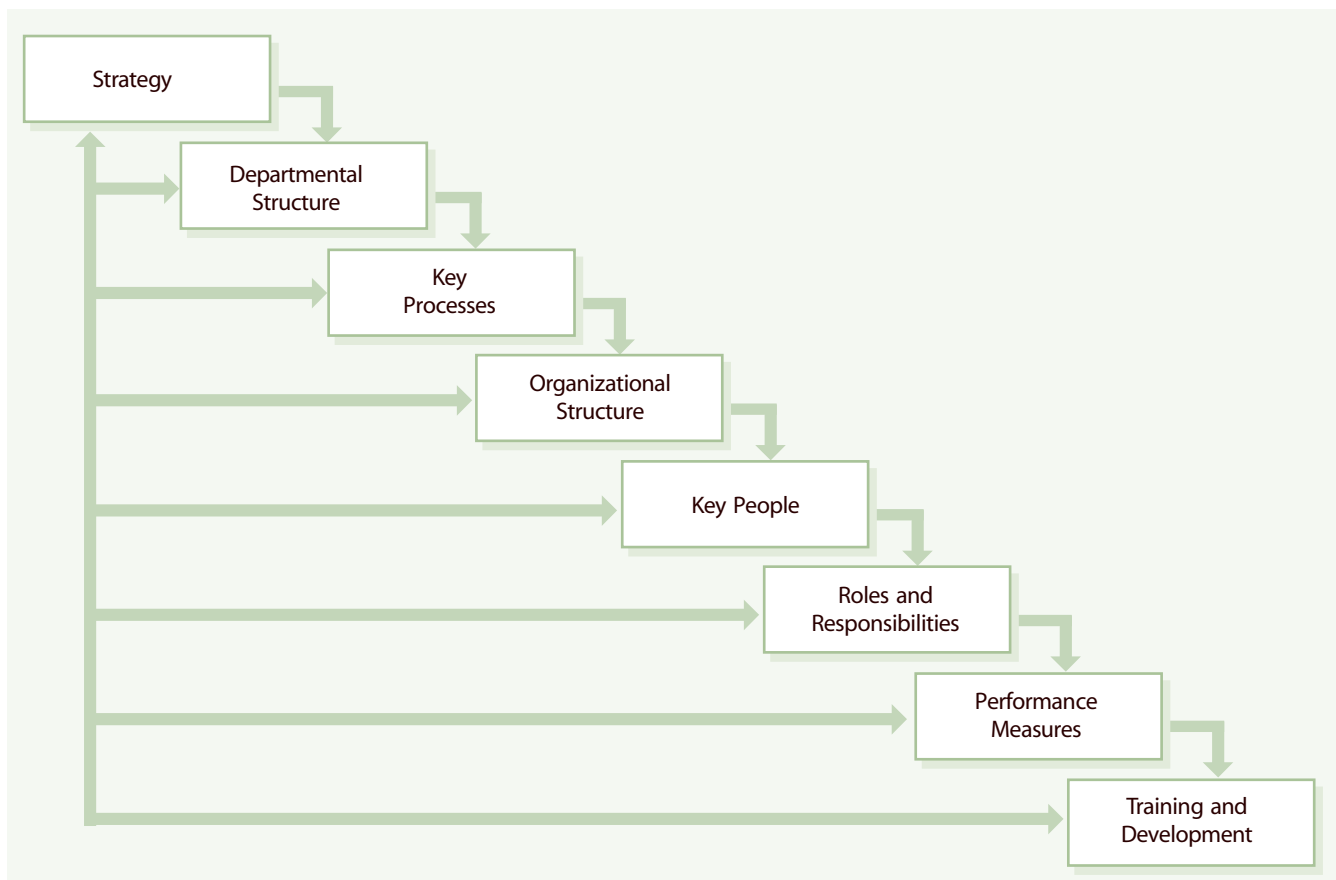 Strategy
Departmental
Structure
Key
Processes
Organizational
Structure
Key People
Roles and
Responsibilities
Performance
Measures
Training and
Development